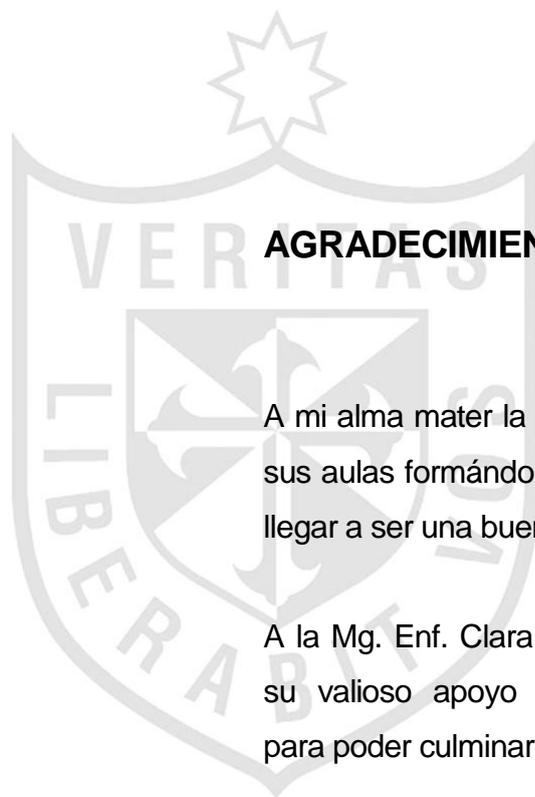 VERITAS
LIBERABIT VOS
AGRADECIMIEN
A mi alma mater la
sus aulas formándo
llegar a ser una buen
A la Mg. Enf. Clara
su valioso apoyo
para poder culminar